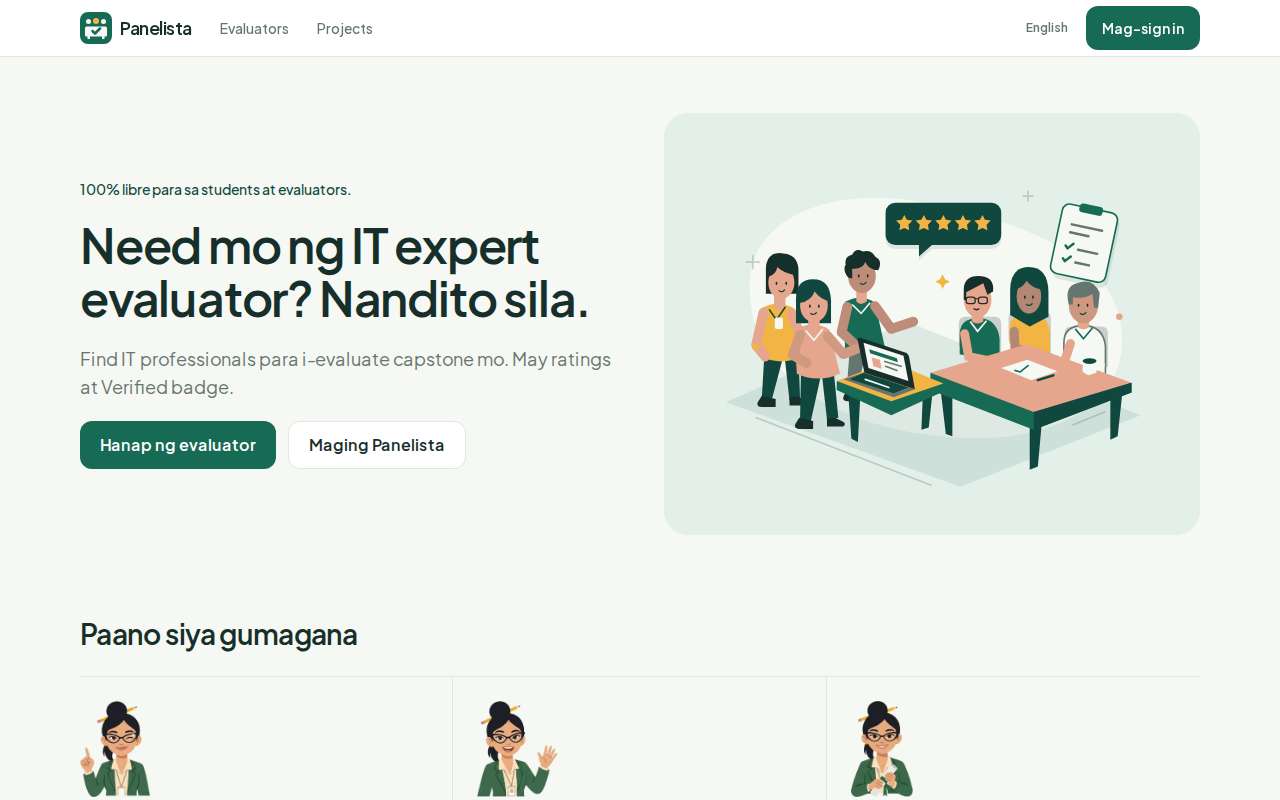 Panelista
Evaluators
Projects
English
Mag-sign in
100% libre para sa students at evaluators.
Need mo ng IT expert
evaluator? Nandito sila.
Find IT professionals para i-evaluate capstone mo. May ratings
at Verified badge.
Hanap ng evaluator
Maging Panelista
Paano siya gumagana